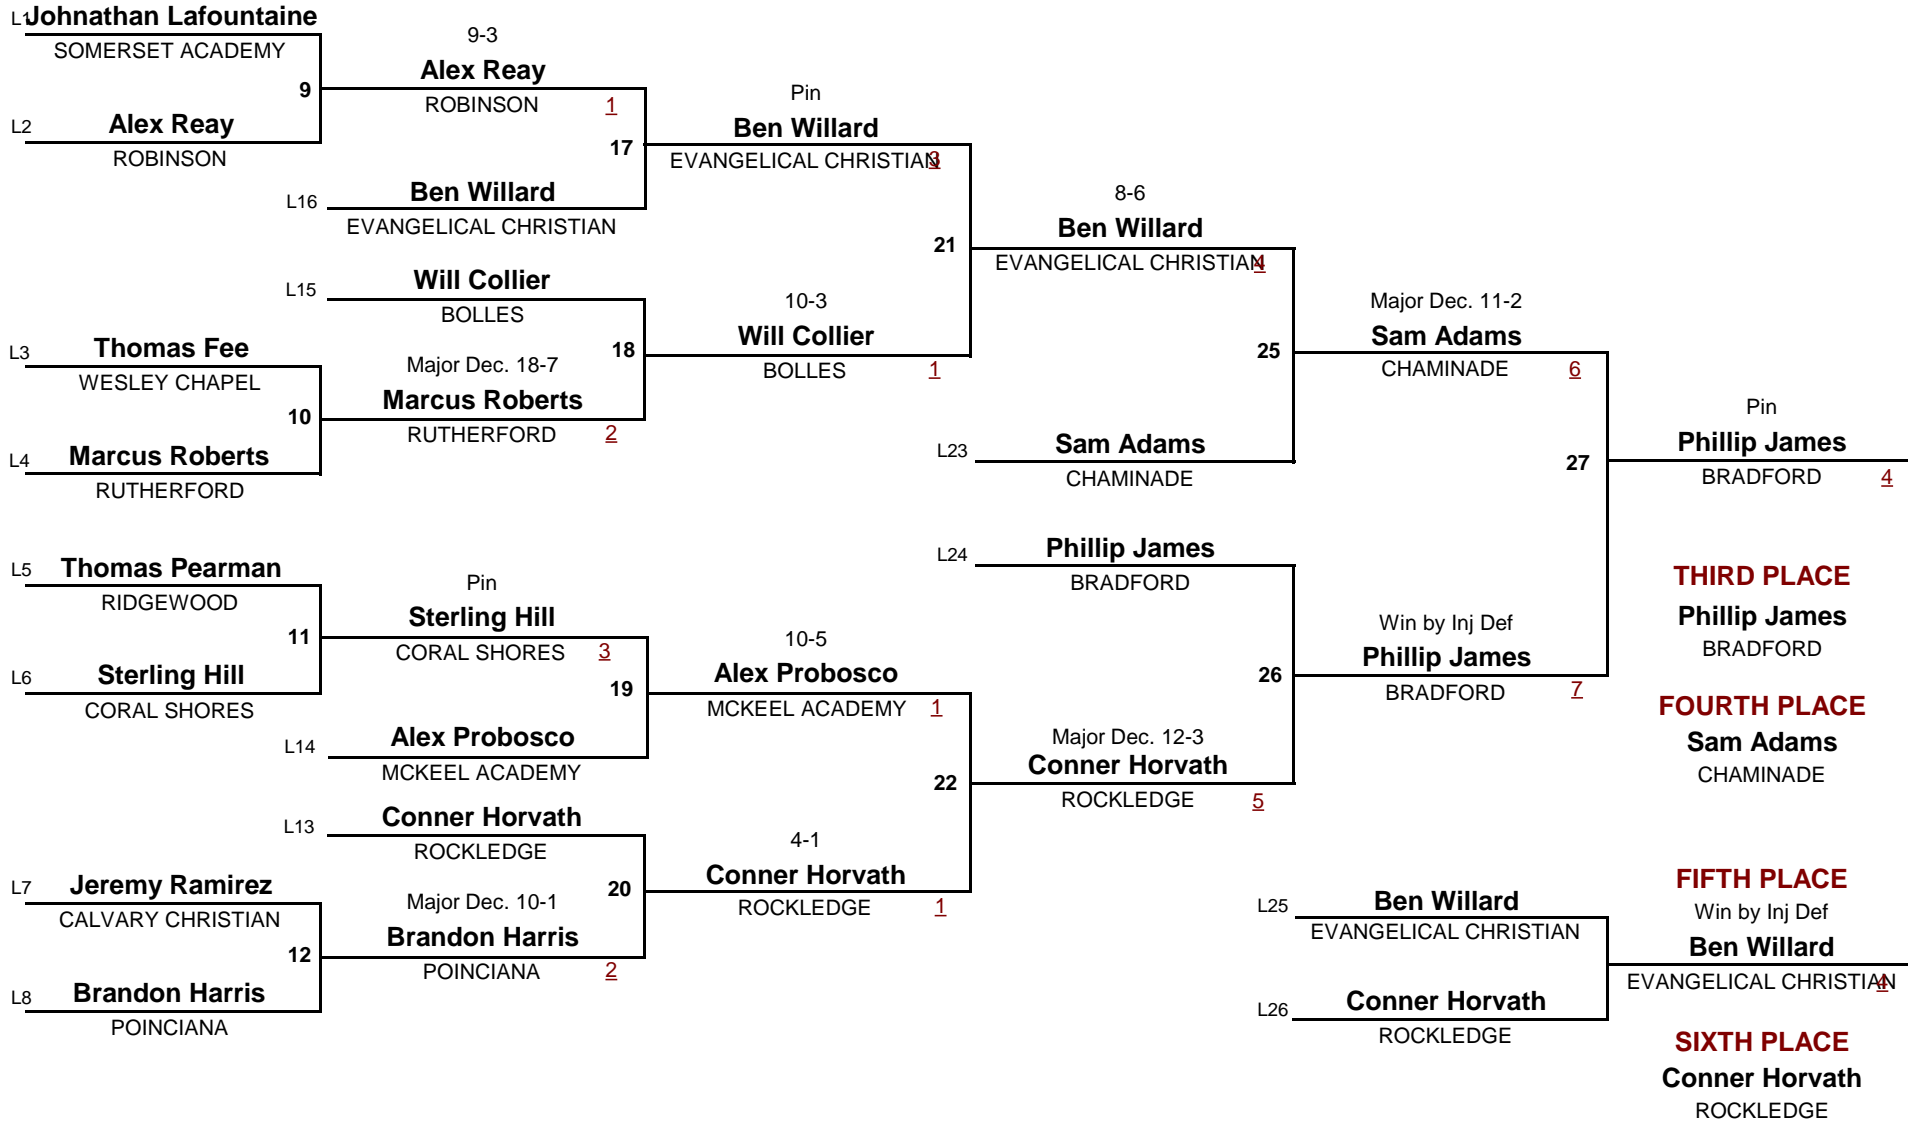 L1
Johnathan Lafountaine
SOMERSET ACADEMY
9
L2
Alex Reay
ROBINSON
9-3
Alex Reay
ROBINSON
1
17
L16
Ben Willard
EVANGELICAL CHRISTIAN
Pin
Ben Willard
EVANGELICAL CHRISTIAN
3
L15
Will Collier
BOLLES
L3
Thomas Fee
WESLEY CHAPEL
10
L4
Marcus Roberts
RUTHERFORD
Major Dec. 18-7
Marcus Roberts
RUTHERFORD
2
18
10-3
Will Collier
BOLLES
1
21
8-6
Ben Willard
EVANGELICAL CHRISTIAN
4
L23
Sam Adams
CHAMINADE
25
Major Dec. 11-2
Sam Adams
CHAMINADE
6
L5
Thomas Pearman
RIDGEWOOD
11
L6
Sterling Hill
CORAL SHORES
Pin
Sterling Hill
CORAL SHORES
3
19
L14
Alex Probosco
MCKEEL ACADEMY
10-5
Alex Probosco
MCKEEL ACADEMY
1
L13
Conner Horvath
ROCKLEDGE
L7
Jeremy Ramirez
CALVARY CHRISTIAN
12
L8
Brandon Harris
POINCIANA
Major Dec. 10-1
Brandon Harris
POINCIANA
2
20
4-1
Conner Horvath
ROCKLEDGE
1
22
L24
Phillip James
BRADFORD
Major Dec. 12-3
Conner Horvath
ROCKLEDGE
5
26
Win by Inj Def
Phillip James
BRADFORD
7
27
Pin
Phillip James
BRADFORD
4
THIRD PLACE
Phillip James
BRADFORD
FOURTH PLACE
Sam Adams
CHAMINADE
L25
Ben Willard
EVANGELICAL CHRISTIAN
L26
Conner Horvath
ROCKLEDGE
FIFTH PLACE
Win by Inj Def
Ben Willard
EVANGELICAL CHRISTIAN
4
SIXTH PLACE
Conner Horvath
ROCKLEDGE